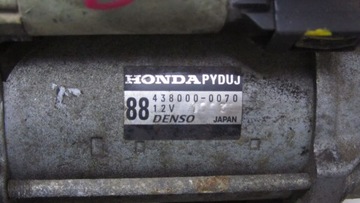 HONDA PYDUJ
88 438000-0070
12V
DENSO JAPAN